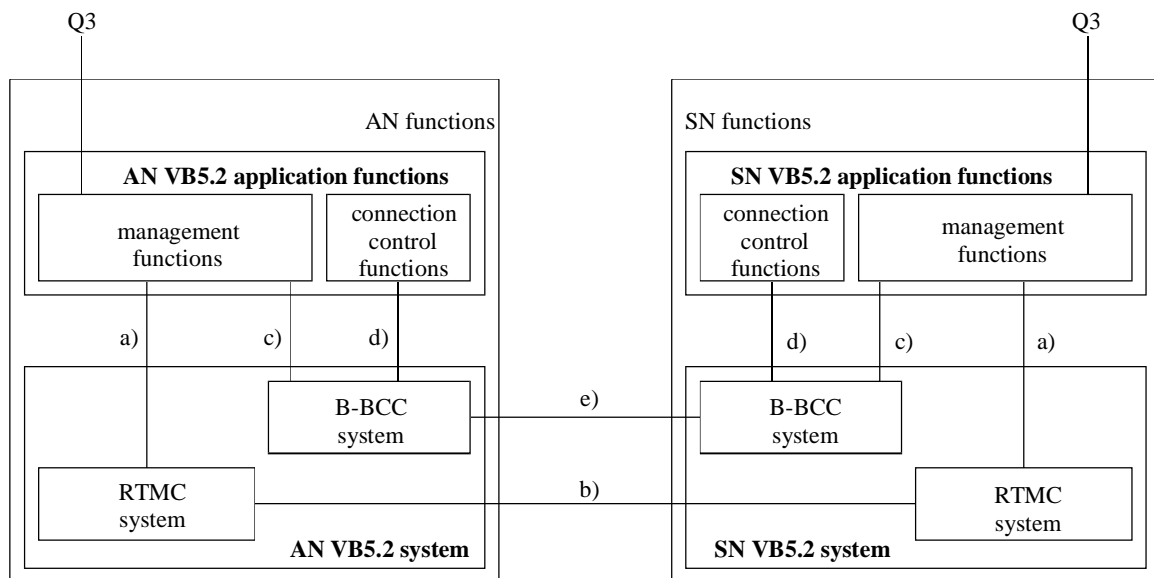 Q3
Q3
AN functions
SN functions
AN VB5.2 application functions
SN VB5.2 application functions
management
functions
connection
control
functions
connection
control
functions
management
functions
a)
c)
d)
d)
c)
a)
B-BCC
system
e)
B-BCC
system
RTMC
system
b)
RTMC
system
AN VB5.2 system
SN VB5.2 system